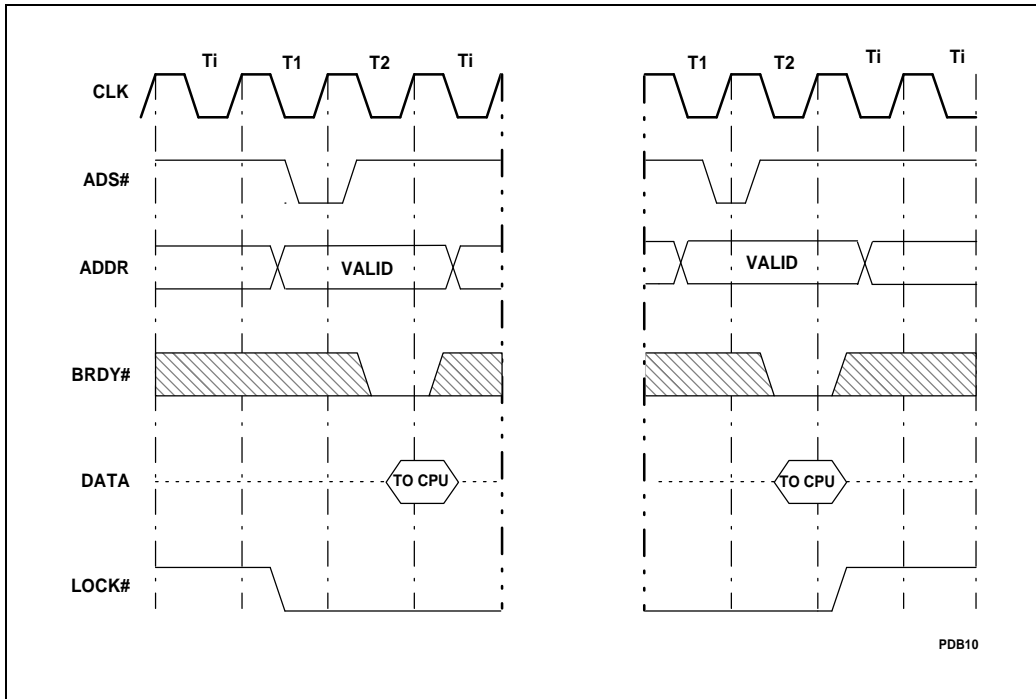 Ti T1 T2 Ti T1 T2 Ti Ti
CLK
ADS#
ADDR VALID VALID
BRDY#
DATA TO CPU TO CPU
LOCK#
PDB10